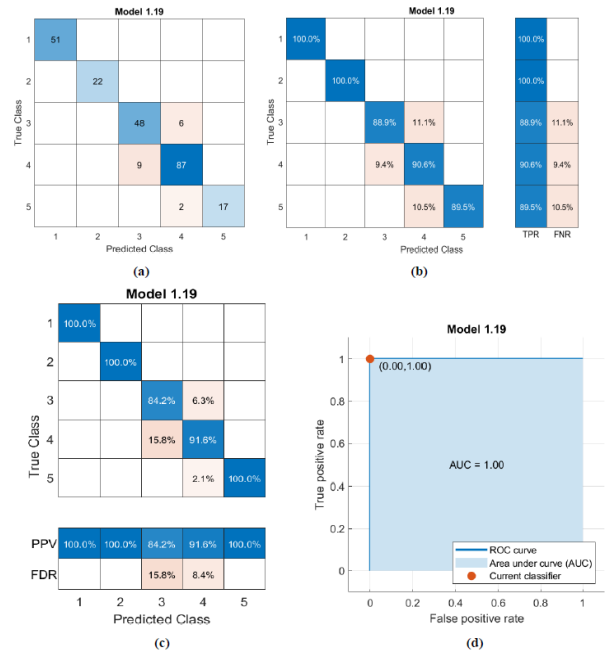 Model 1.19
1
51
2
22
3
48
6
4
9
87
5
2
17
True Class
1 2 3 4 5
Predicted Class
(a)
Model 1.19
1
100.0%
100.0%
2
100.0%
100.0%
3
88.9%
11.1%
88.9%
11.1%
4
9.4%
90.6%
90.6%
9.4%
5
10.5%
89.5%
89.5%
10.5%
True Class
1 2 3 4 5
TPR FNR
Predicted Class
(b)
Model 1.19
1
100.0%
2
100.0%
3
84.2%
6.3%
4
15.8%
91.6%
5
2.1%
100.0%
True Class
PPV
100.0%
100.0%
84.2%
91.6%
100.0%
FDR
15.8%
8.4%
1 2 3 4 5
Predicted Class
(c)
Model 1.19
1
(0.00,1.00)
0.8
0.6
AUC = 1.00
0.4
0.2
ROC curve
Area under curve (AUC)
Current classifier
0
0 0.2 0.4 0.6 0.8 1
True positive rate
False positive rate
(d)